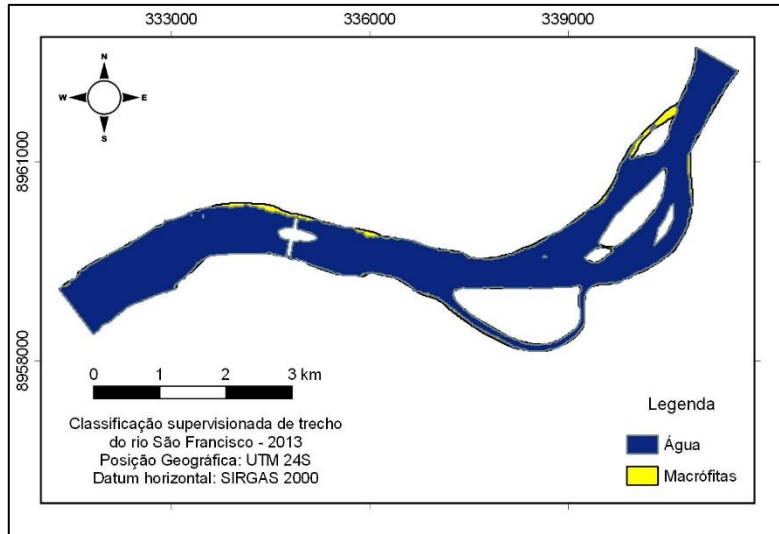 333000 336000 339000
N
W E
S
8961000
8958000
0 1 2 3 km
Classificação supervisionada de trecho
do rio São Francisco - 2013
Posição Geográfica: UTM 24S
Datum horizontal: SIRGAS 2000
Legenda
Água
Macrófitas